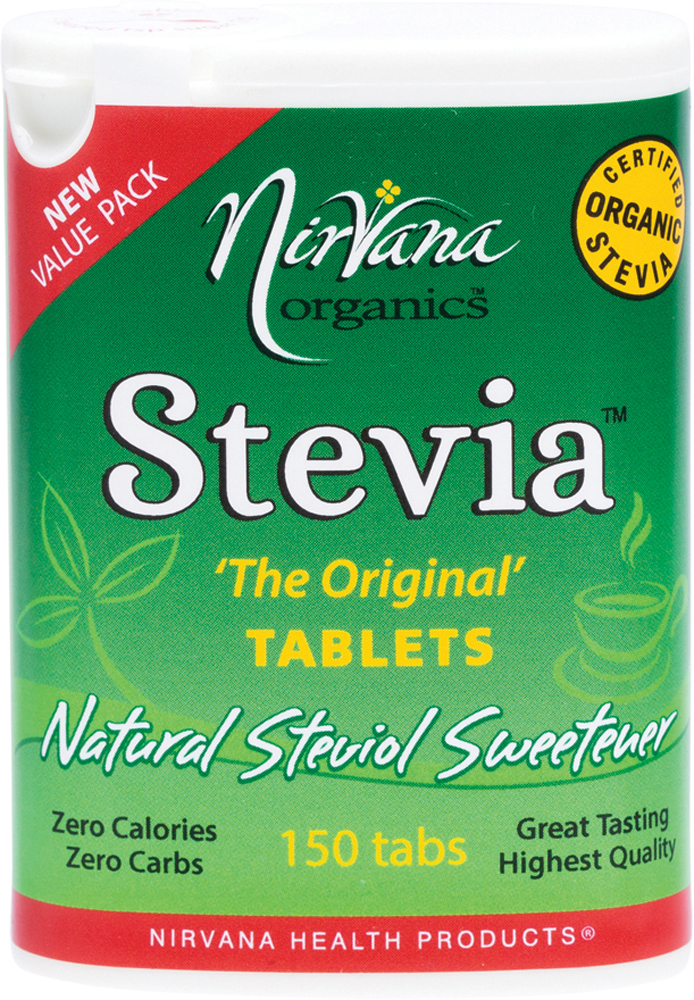 NEW
VALUE PACK
CERTIFIED
ORGANIC
STEVIA
Nirvana
organics™
Stevia™
'The Original'
TABLETS
Natural Steviol Sweetener
Zero Calories
Zero Carbs
150 tabs
Great Tasting
Highest Quality
NIRVANA HEALTH PRODUCTS®